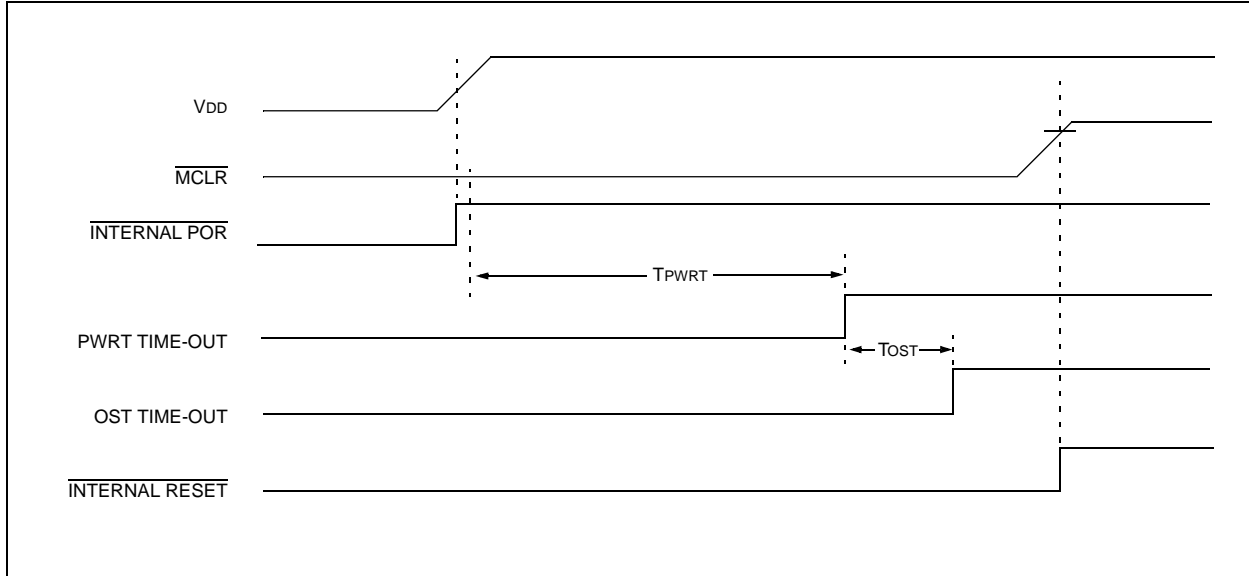 VDD
MCLR
INTERNAL POR
TPWRT
PWRT TIME-OUT
TOST
OST TIME-OUT
INTERNAL RESET